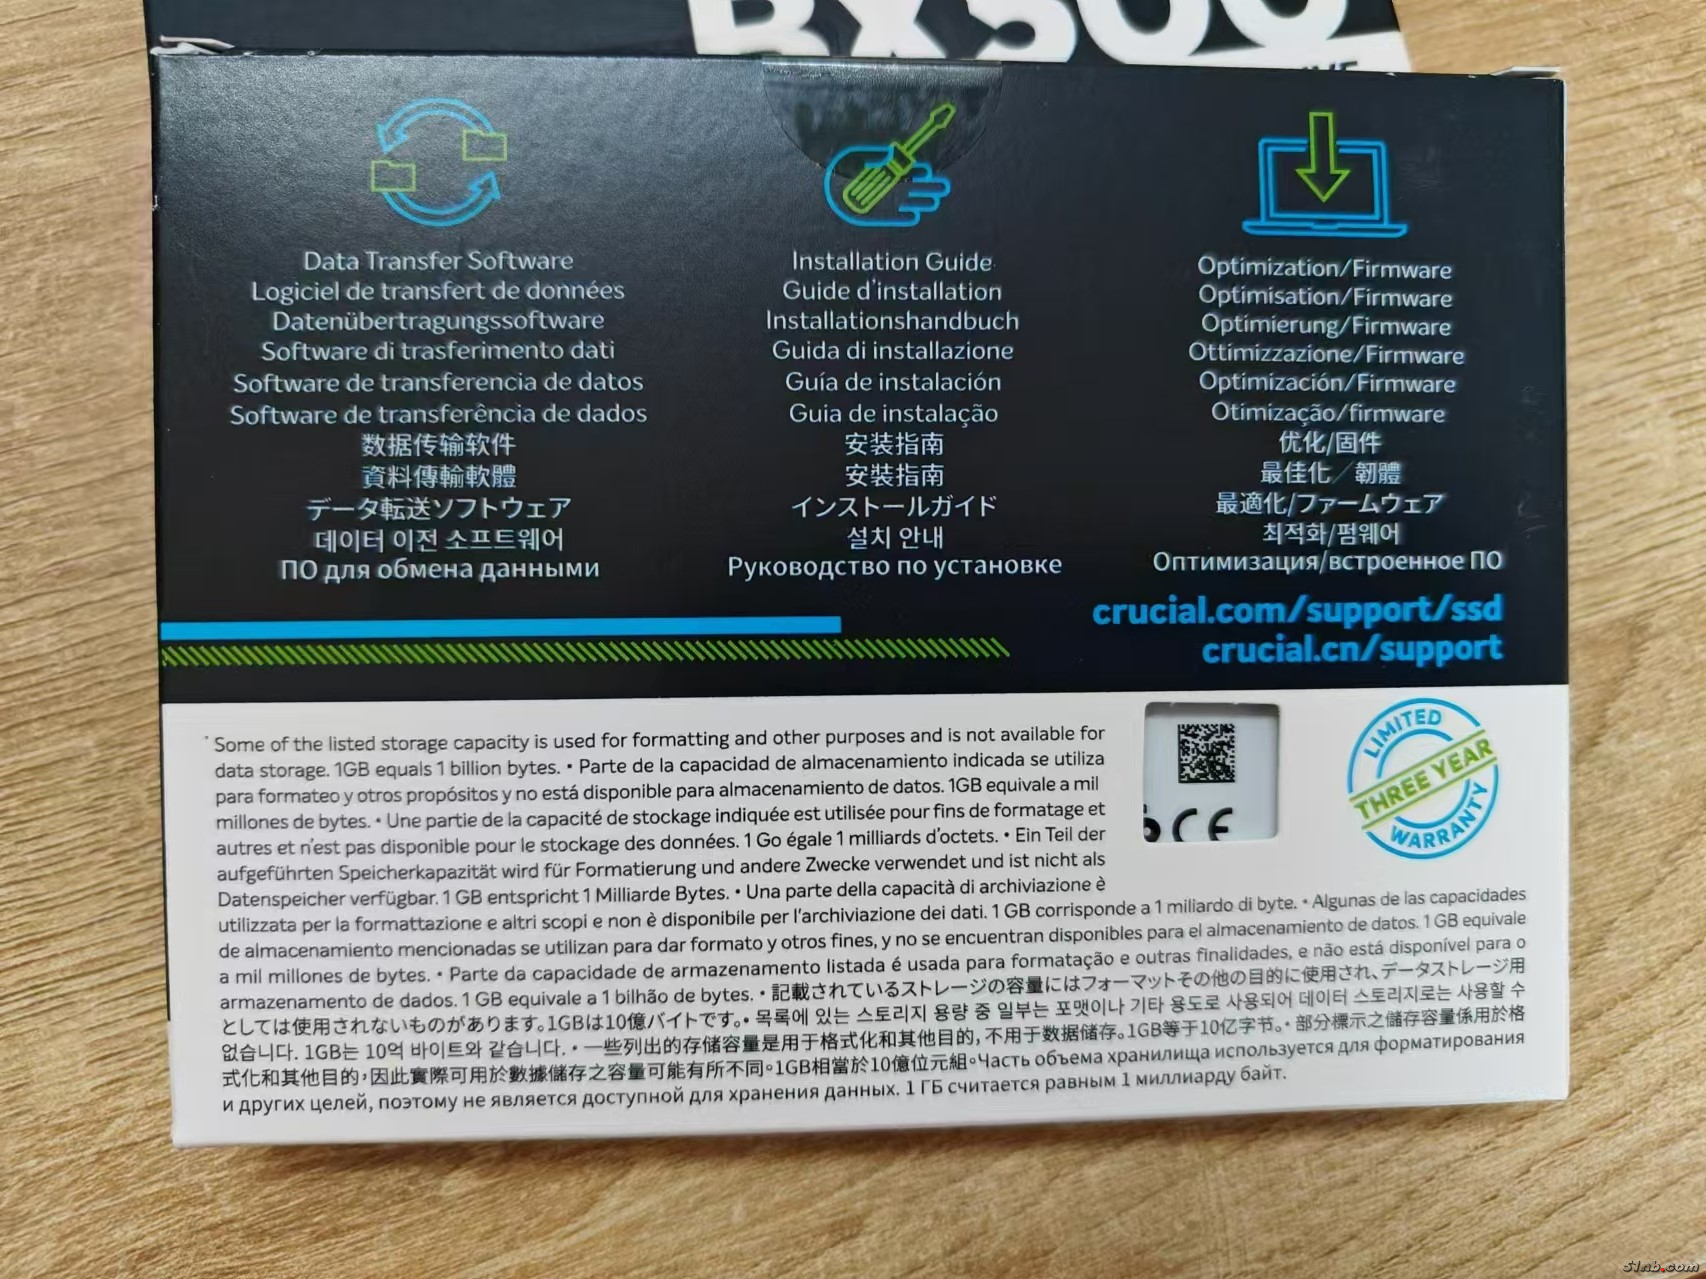 BX500
Data Transfer Software
Logiciel de transfert de données
Datenübertragungssoftware
Software di trasferimento dati
Software de transferencia de datos
Software de transferência de dados
数据传输软件
資料傳輸軟體
データ転送ソフトウェア
데이터 이전 소프트웨어
ПО для обмена данными
Installation Guide
Guide d'installation
Installationshandbuch
Guida di installazione
Guía de instalación
Guia de instalação
安装指南
安裝指南
インストールガイド
설치 안내
Руководство по установке
Optimization/Firmware
Optimisation/Firmware
Optimierung/Firmware
Ottimizzazione/Firmware
Optimización/Firmware
Otimização/firmware
优化/固件
最佳化／韌體
最適化/ファームウェア
최적화/펌웨어
Оптимизация/встроенное ПО
crucial.com/support/ssd
crucial.cn/support
*Some of the listed storage capacity is used for formatting and other purposes and is not available for
data storage. 1GB equals 1 billion bytes. • Parte de la capacidad de almacenamiento indicada se utiliza
para formateo y otros propósitos y no está disponible para almacenamiento de datos. 1GB equivale a mil
millones de bytes. • Une partie de la capacité de stockage indiquée est utilisée pour fins de formatage et
autres et n'est pas disponible pour le stockage des données. 1 Go égale 1 milliards d'octets. • Ein Teil der
aufgeführten Speicherkapazität wird für Formatierung und andere Zwecke verwendet und ist nicht als
Datenspeicher verfügbar. 1 GB entspricht 1 Milliarde Bytes. • Una parte della capacità di archiviazione è
utilizzata per la formattazione e altri scopi e non è disponibile per l'archiviazione dei dati. 1 GB corrisponde a 1 miliardo di byte. • Algunas de las capacidades
de almacenamiento mencionadas se utilizan para dar formato y otros fines, y no se encuentran disponibles para el almacenamiento de datos. 1 GB equivale
a mil millones de bytes. • Parte da capacidade de armazenamento listada é usada para formatação e outras finalidades, e não está disponível para o
armazenamento de dados. 1 GB equivale a 1 bilhão de bytes. • 記載されているストレージの容量にはフォーマットその他の目的に使用され、データストレージ用
としては使用されないものがあります。1GBは10億バイトです。• 목록에 있는 스토리지 용량 중 일부는 포맷이나 기타 용도로 사용되어 데이터 스토리지로는 사용할 수
없습니다. 1GB는 10억 바이트와 같습니다. • 一些列出的存储容量是用于格式化和其他目的, 不用于数据储存。1GB等于10亿字节。• 部分標示之儲存容量係用於格
式化和其他目的，因此實際可用於數據儲存之容量可能有所不同。1GB相當於10億位元組。Часть объема хранилища используется для форматирования
и других целей, поэтому не является доступной для хранения данных. 1 ГБ считается равным 1 миллиарду байт.
CE
LIMITED
THREE YEAR
WARRANTY
51nb.com